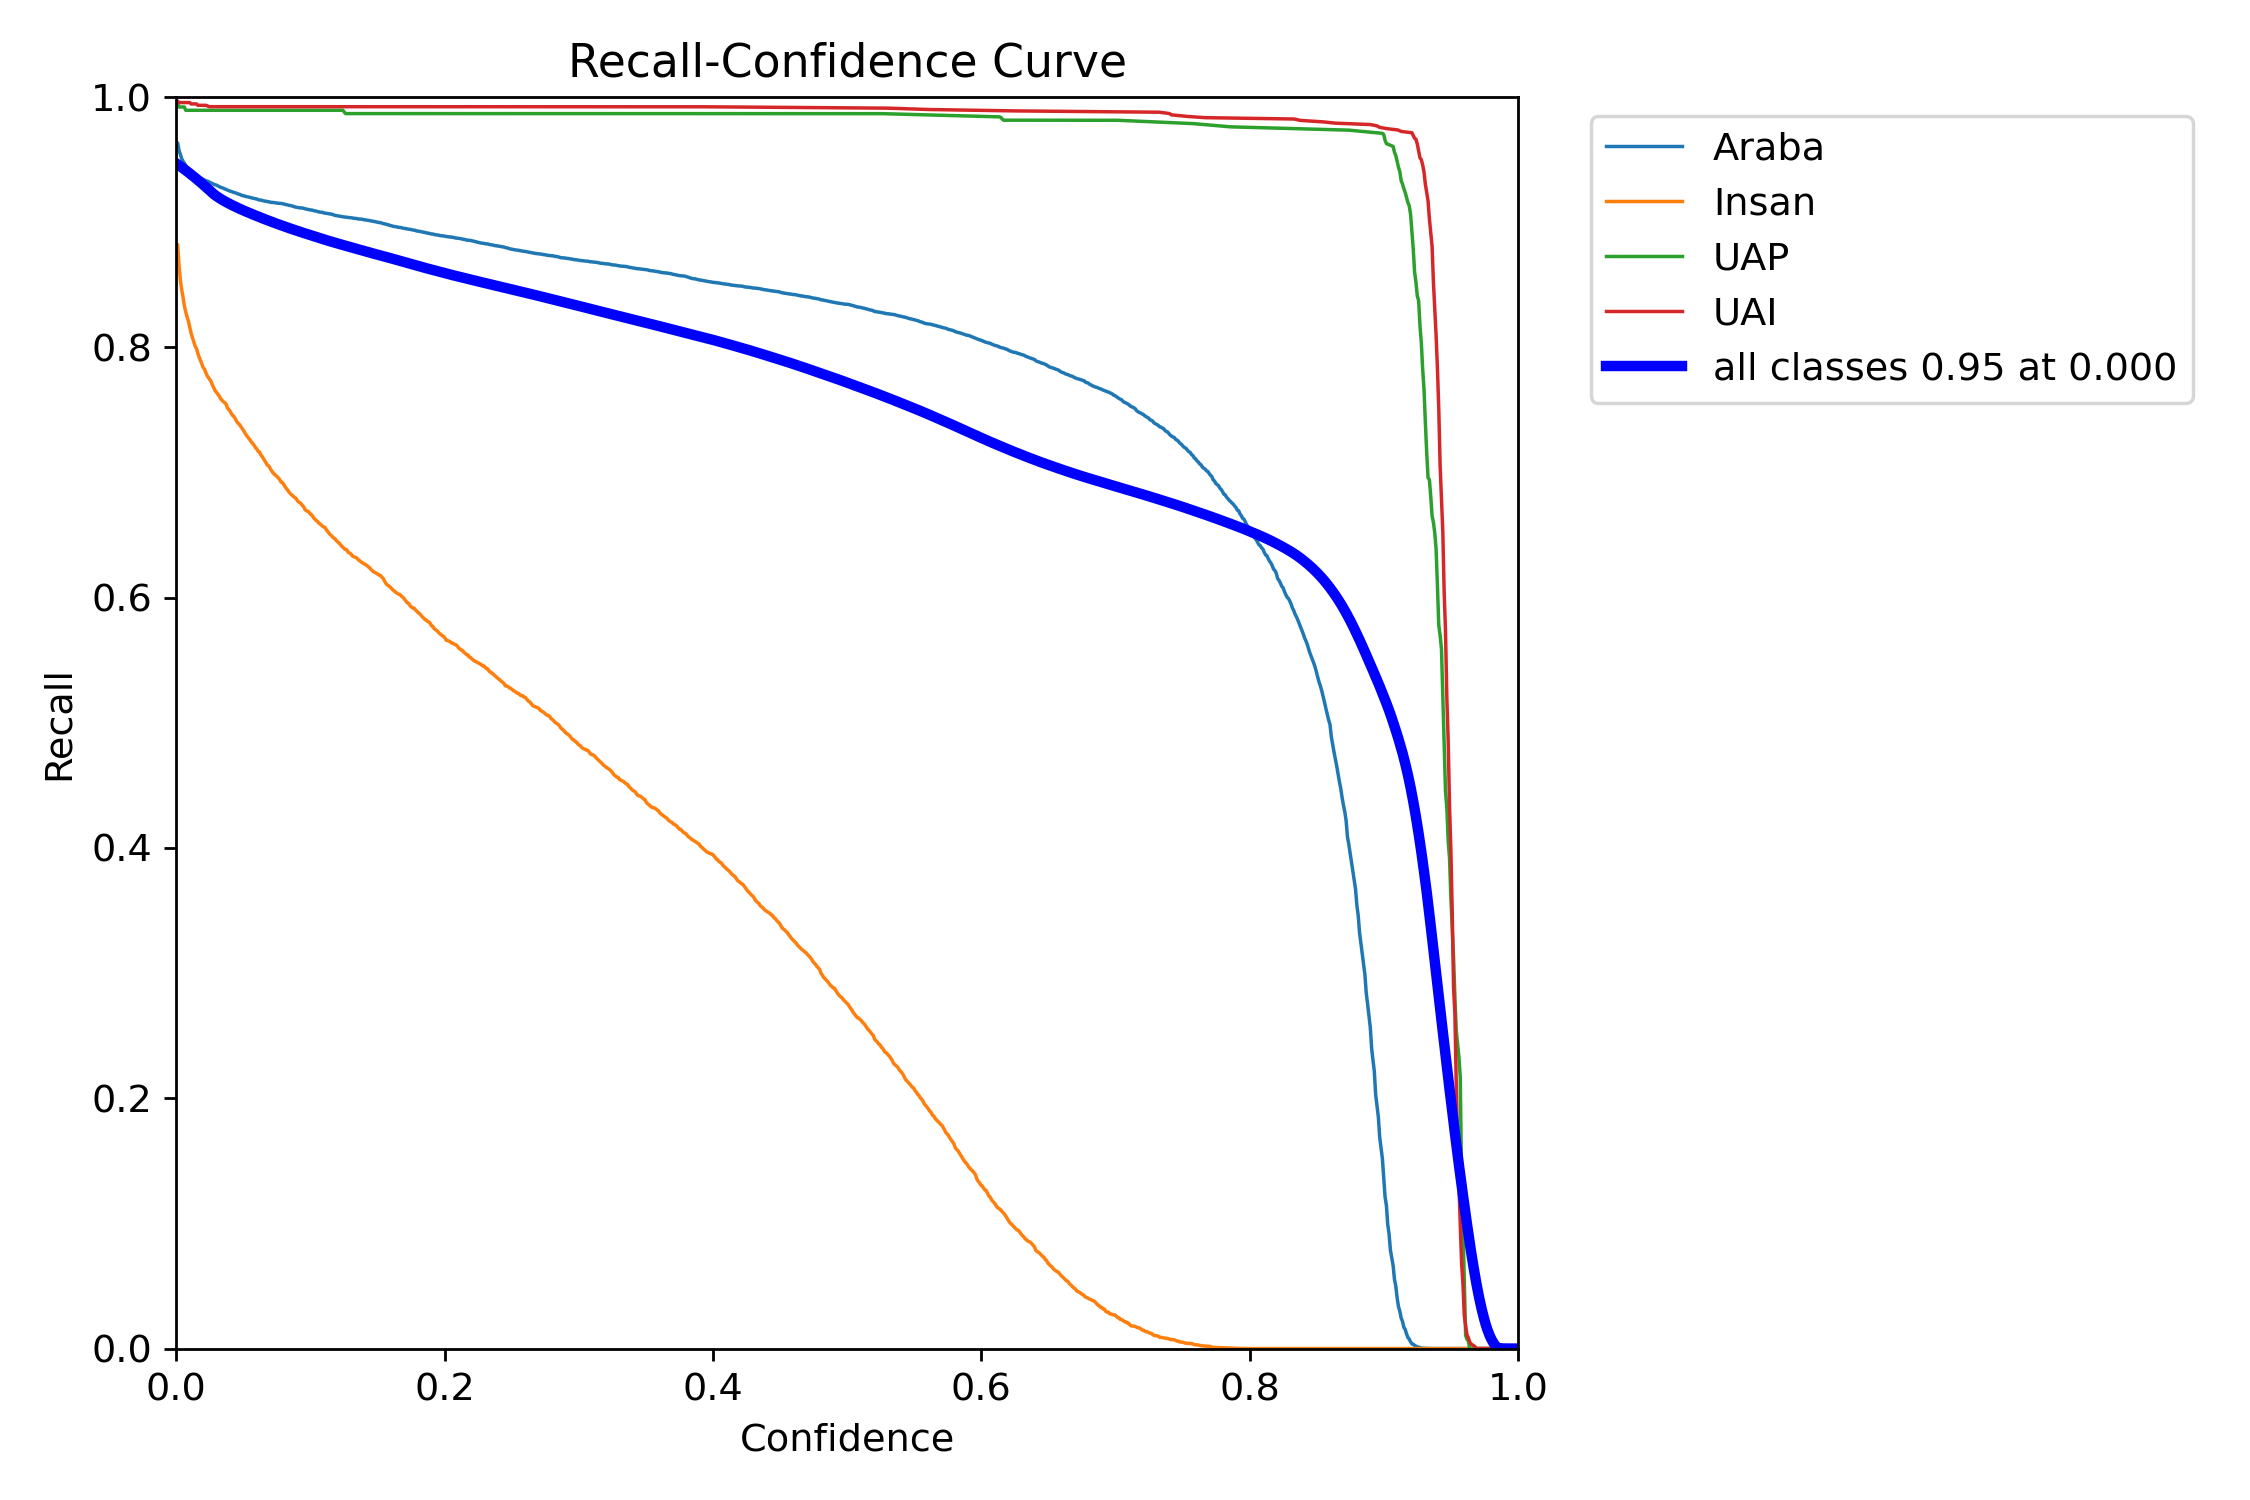 Recall-Confidence Curve
1.0
0.8
0.6
0.4
0.2
0.0
Recall
0.0 0.2 0.4 0.6 0.8 1.0
Confidence
Araba
Insan
UAP
UAI
all classes 0.95 at 0.000